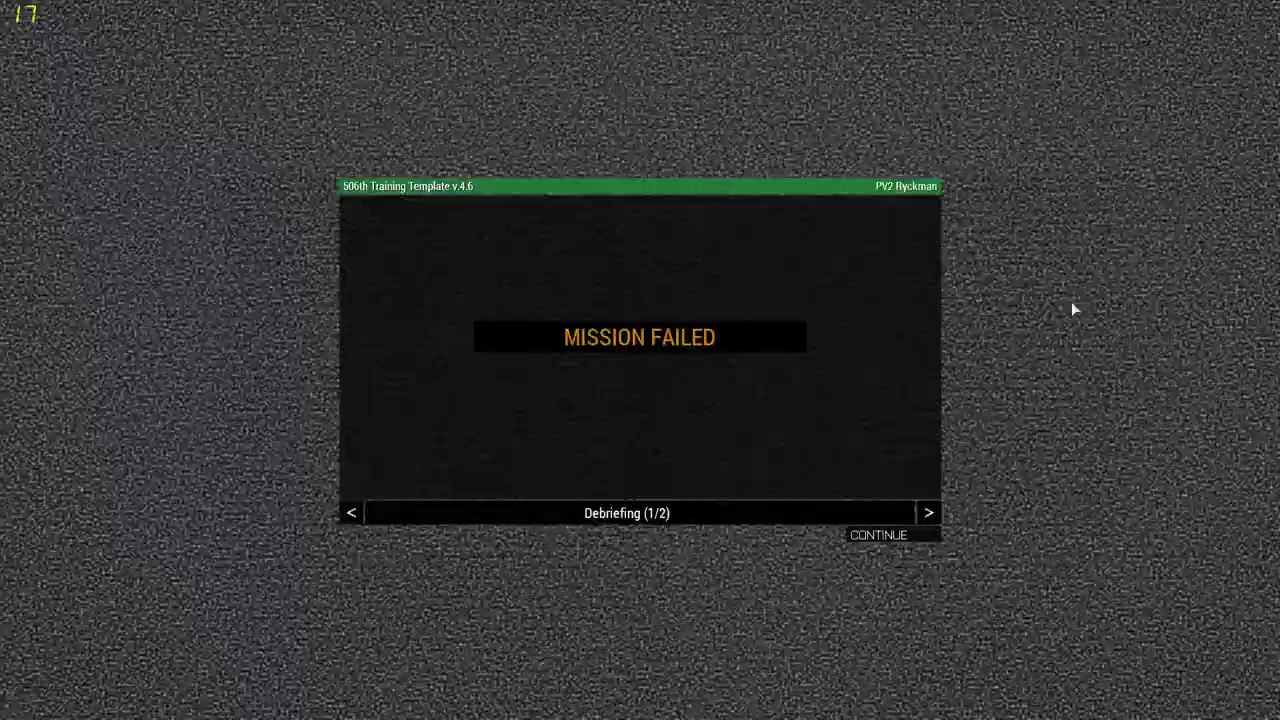 17
506th Training Template v.4.6
PV2 Ryckman
MISSION FAILED
< Debriefing (1/2) >
CONTINUE